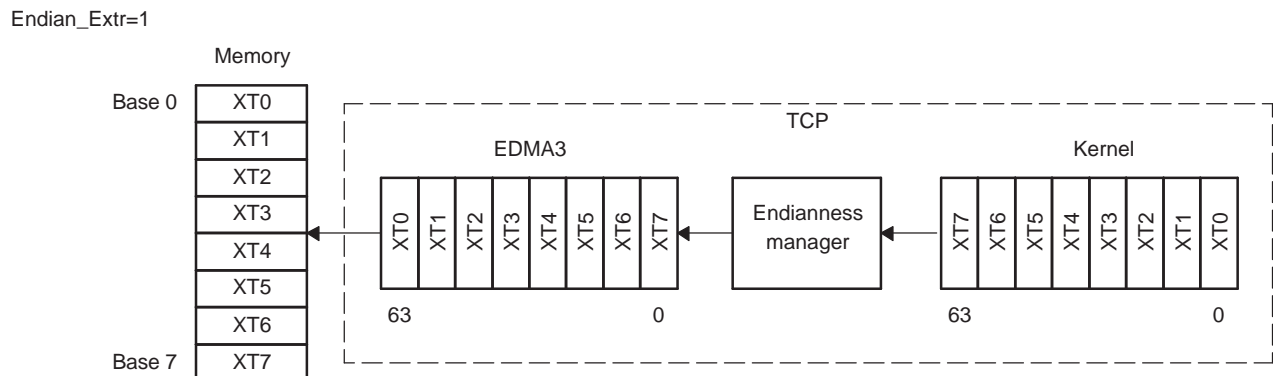 Endian_Extr=1
Memory
Base 0
XT0
XT1
XT2
XT3
XT4
XT5
XT6
Base 7
XT7
TCP
EDMA3
XT0
XT1
XT2
XT3
XT4
XT5
XT6
XT7
63
0
Endianness
manager
Kernel
XT7
XT6
XT5
XT4
XT3
XT2
XT1
XT0
63
0